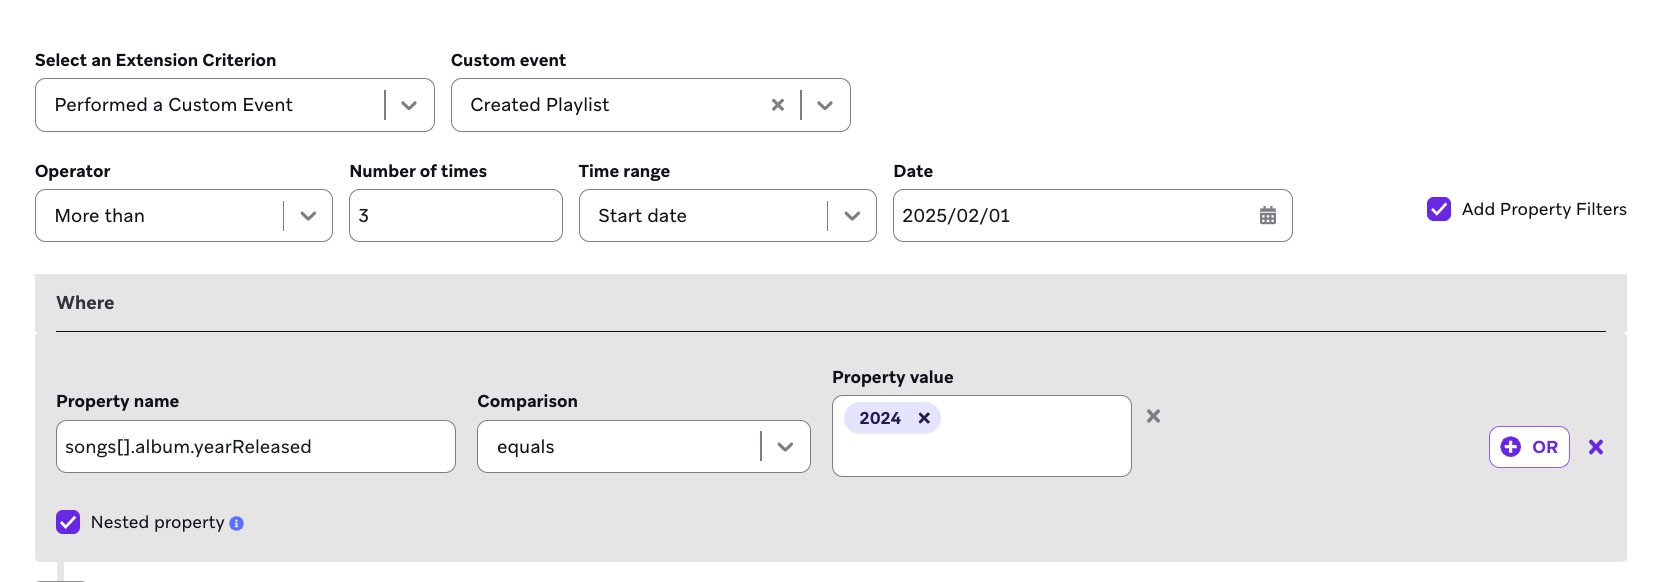 Select an Extension Criterion
Custom event
Performed a Custom Event
Created Playlist
Operator
Number of times
Time range
Date
More than
3
Start date
2025/02/01
Add Property Filters
Where
Property name
Comparison
Property value
songs[].album.yearReleased
equals
2024
OR
Nested property